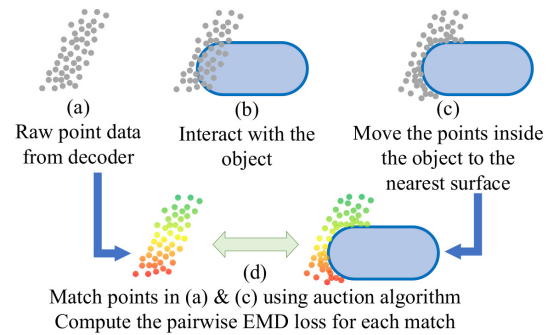 (a)
Raw point data
from decoder
(b)
Interact with the
object
(c)
Move the points inside
the object to the
nearest surface
(d)
Match points in (a) & (c) using auction algorithm
Compute the pairwise EMD loss for each match